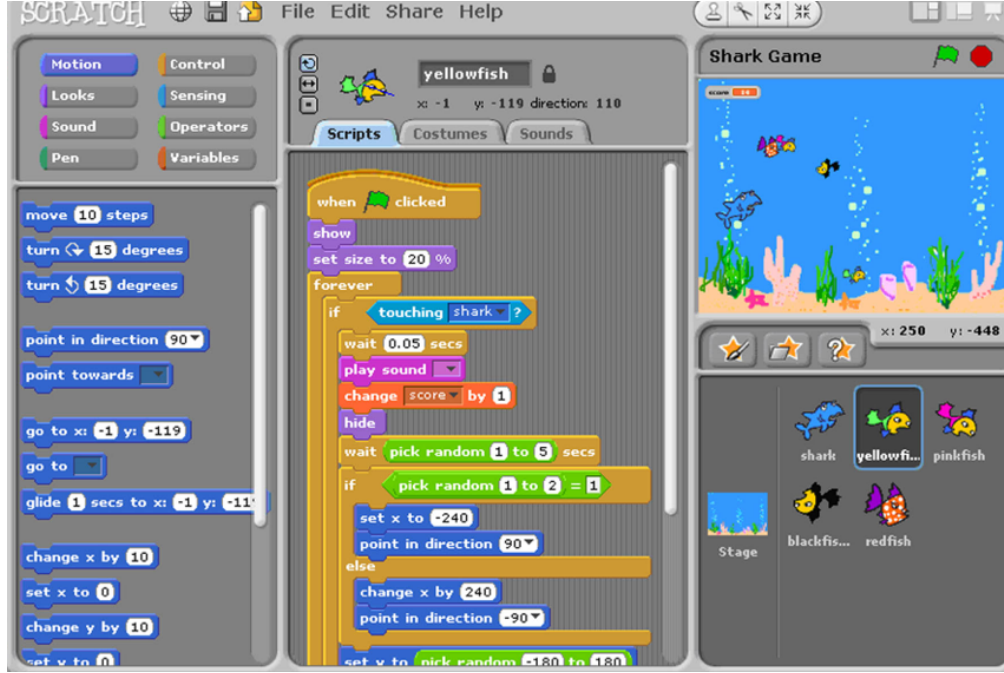 SCRATCH File Edit Share Help
Motion Control
Looks Sensing
Sound Operators
Pen Variables
move 10 steps
turn 15 degrees
turn 15 degrees
point in direction 90
point towards
go to x: -1 y: -119
go to
glide 1 secs to x: -1 y: -11
change x by 10
set x to 0
change y by 10
set y to 0
yellowfish
x: -1 y: -119 direction: 110
Scripts Costumes Sounds
when clicked
show
set size to 20 %
forever
if touching shark ?
wait 0.05 secs
play sound
change score by 1
hide
wait pick random 1 to 5 secs
if pick random 1 to 2 = 1
set x to -240
point in direction 90
else
change x by 240
point in direction -90
set y to pick random -180 to 180
Shark Game
score
x: 250 y: -448
shark yellowfi... pinkfish
blackfis... redfish
Stage